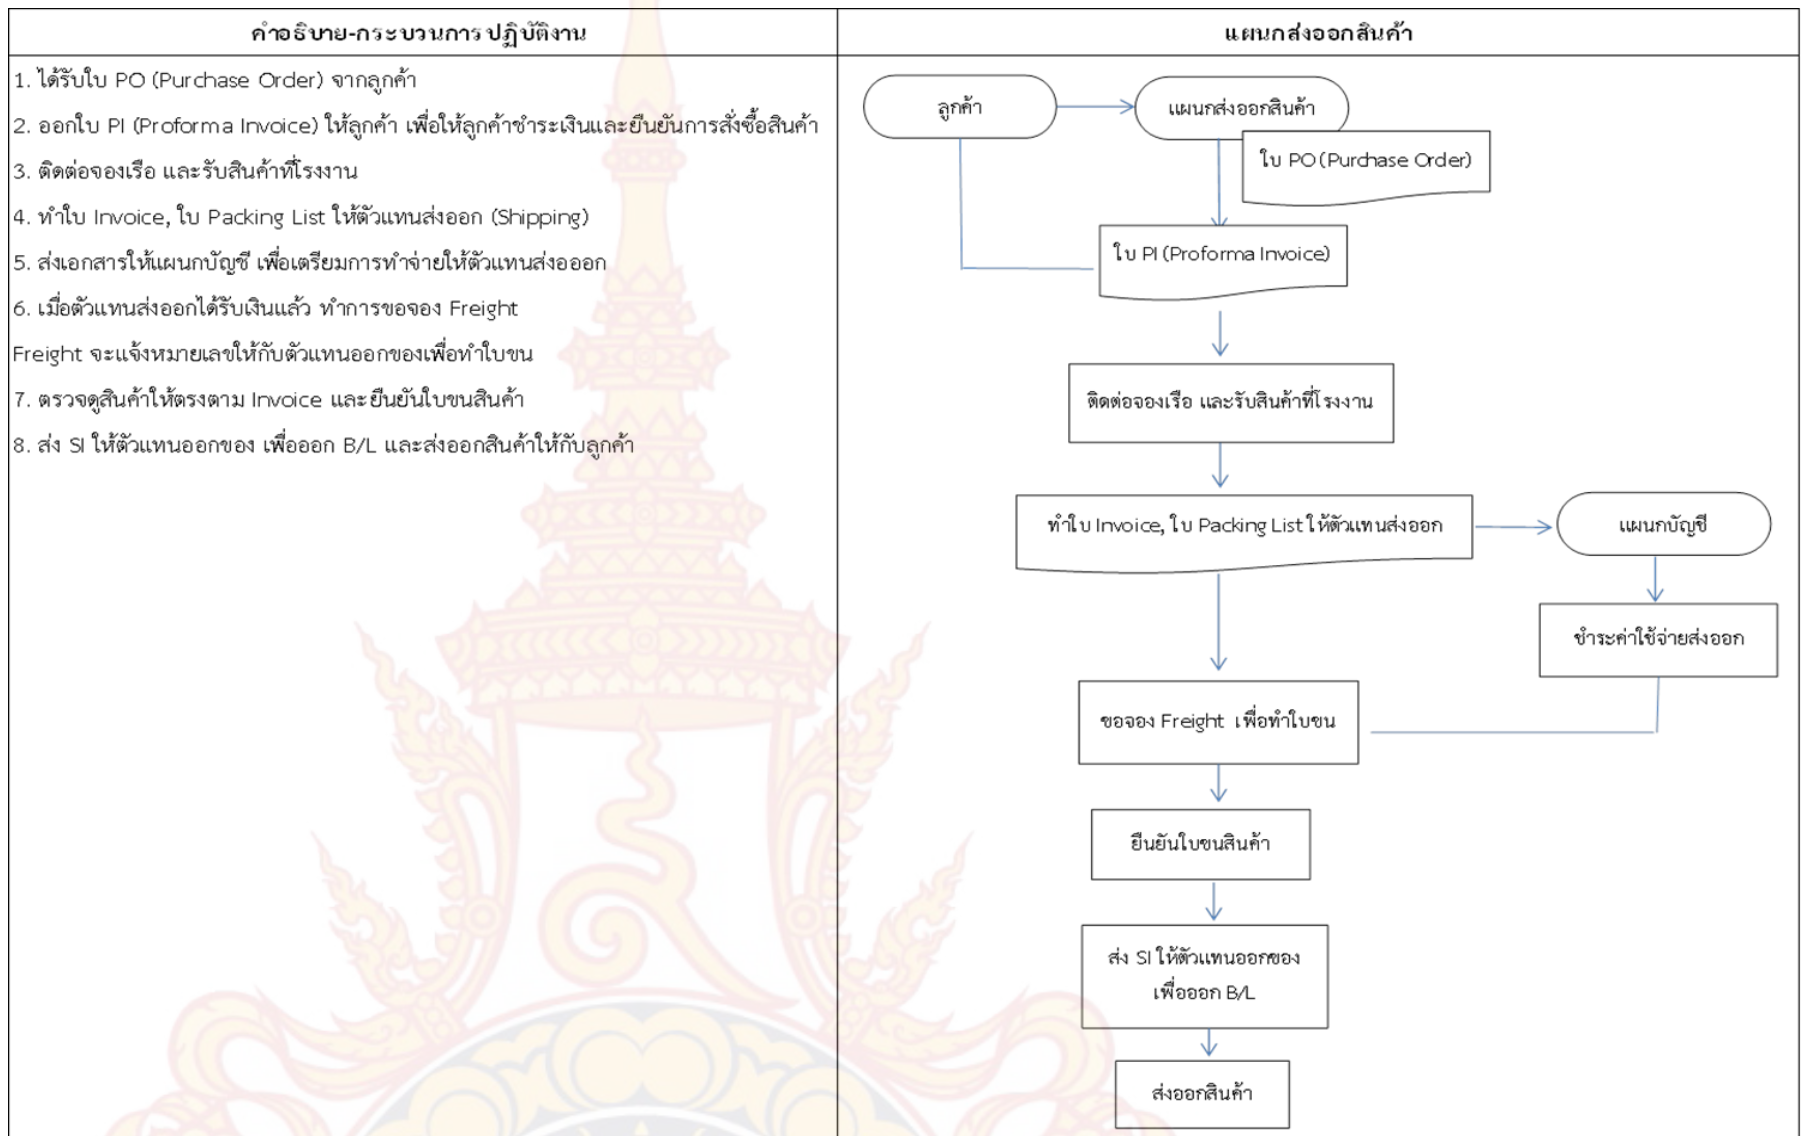 คำอธิบาย-กระบวนการปฏิบัติงาน
1. ได้รับใบ PO (Purchase Order) จากลูกค้า
2. ออกใบ PI (Proforma Invoice) ให้ลูกค้า เพื่อให้ลูกค้าชำระเงินและยืนยันการสั่งซื้อสินค้า
3. ติดต่อจองเรือ และรับสินค้าที่โรงงาน
4. ทำใบ Invoice, ใบ Packing List ให้ตัวแทนส่งออก (Shipping)
5. ส่งเอกสารให้แผนกบัญชี เพื่อเตรียมการทำจ่ายให้ตัวแทนส่งอออก
6. เมื่อตัวแทนส่งออกได้รับเงินแล้ว ทำการขอจอง Freight
Freight จะแจ้งหมายเลขให้กับตัวแทนออกของเพื่อทำใบขน
7. ตรวจดูสินค้าให้ตรงตาม Invoice และยืนยันใบขนสินค้า
8. ส่ง SI ให้ตัวแทนออกของ เพื่อออก B/L และส่งออกสินค้าให้กับลูกค้า
แผนกส่งออกสินค้า
ลูกค้า
แผนกส่งออกสินค้า
ใบ PO (Purchase Order)
ใบ PI (Proforma Invoice)
ติดต่อจองเรือ และรับสินค้าที่โรงงาน
ทำใบ Invoice, ใบ Packing List ให้ตัวแทนส่งออก
แผนกบัญชี
ชำระค่าใช้จ่ายส่งออก
ขอจอง Freight เพื่อทำใบขน
ยืนยันใบขนสินค้า
ส่ง SI ให้ตัวแทนออกของ
เพื่อออก B/L
ส่งออกสินค้า